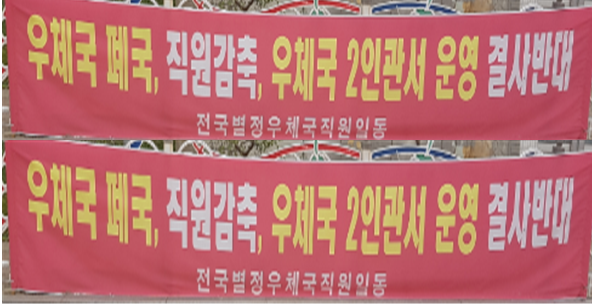 우체국 폐국, 직원감축, 우체국 2인관서 운영 결사반대
전국별정우체국직원일동
우체국 폐국, 직원감축, 우체국 2인관서 운영 결사반대
전국별정우체국직원일동